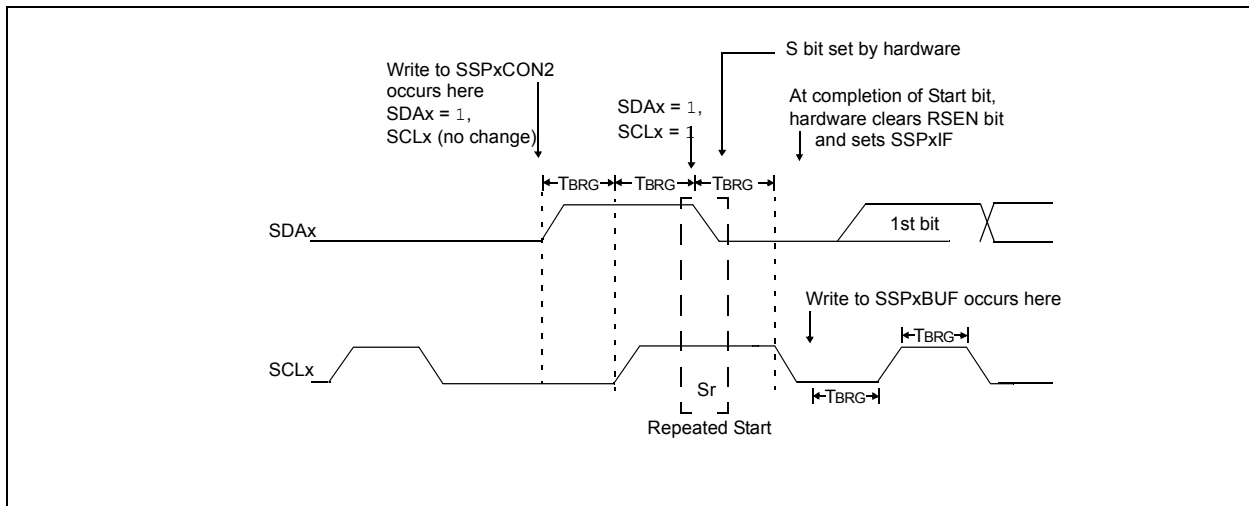 S bit set by hardware
Write to SSPxCON2
occurs here
SDAx = 1,
SCLx (no change)
SDAx = 1,
SCLx = 1
At completion of Start bit,
hardware clears RSEN bit
and sets SSPxIF
TBRG TBRG TBRG
SDAx
1st bit
Write to SSPxBUF occurs here
TBRG
SCLx
Sr
TBRG
Repeated Start